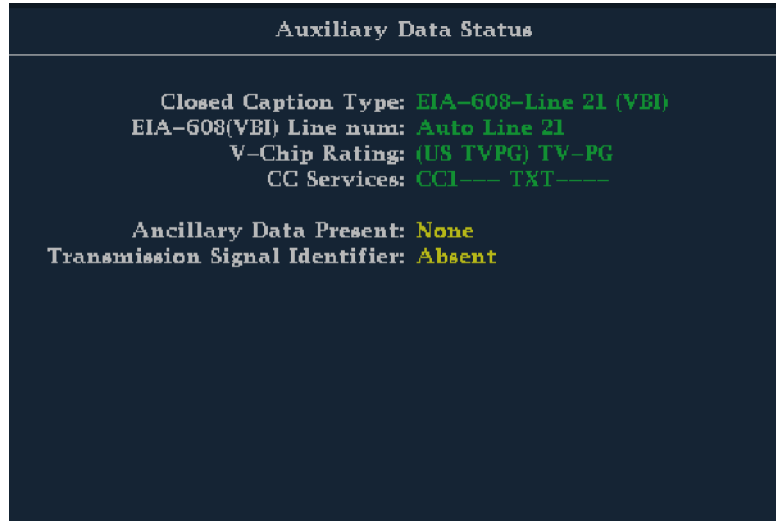 Auxiliary Data Status
Closed Caption Type: EIA-608-Line 21 (VBI)
EIA-608(VBI) Line num: Auto Line 21
V-Chip Rating: (US TVPG) TV-PG
CC Services: CC1--- TXT----
Ancillary Data Present: None
Transmission Signal Identifier: Absent